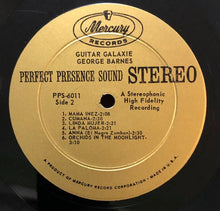 Mercury
RECORDS
GUITAR GALAXIE
GEORGE BARNES
PERFECT PRESENCE SOUND STEREO
PPS-6011
Side 2
A Stereophonic
High Fidelity
Recording
1. MAMA INEZ-2:08
2. CUMANA-2:30
3. LINDA MUJER-2:21
4. LA PALOMA-2:31
5. ANNA (El Negro Zumbon)-2:33
6. ORCHIDS IN THE MOONLIGHT-
2:30
A PRODUCT OF MERCURY RECORD CORPORATION • MADE IN U.S.A.